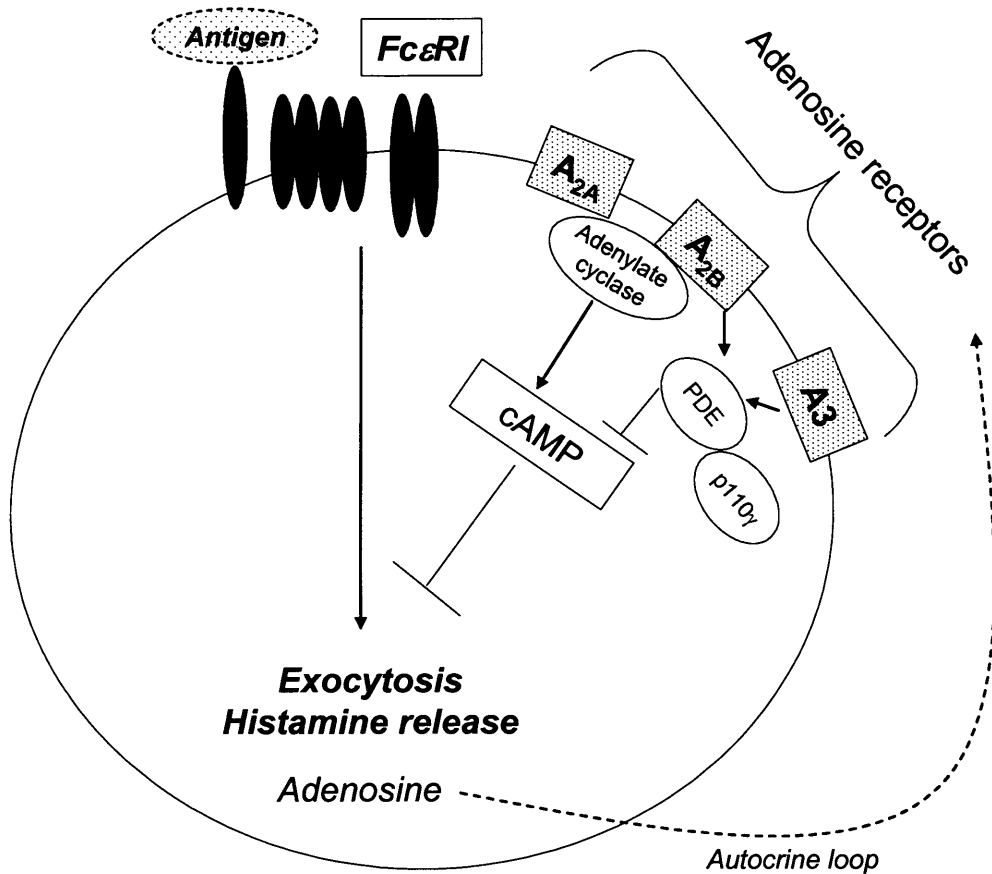 Antigen
FcεRI
Adenosine receptors
A2A
Adenylate
cyclase
A2B
PDE
A3
p110γ
cAMP
Exocytosis
Histamine release
Adenosine
Autocrine loop